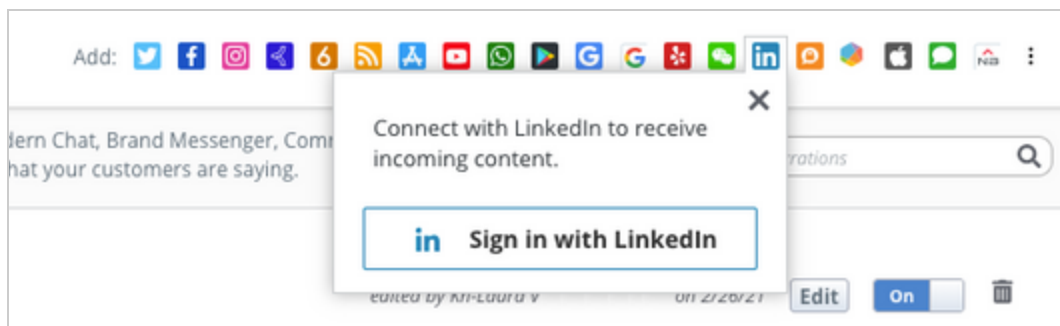 Add:
Connect with LinkedIn to receive
incoming content.
dern Chat, Brand Messenger, Com
hat your customers are saying.
in Sign in with LinkedIn
edited by Kri-Laura V on 2/26/21 Edit On